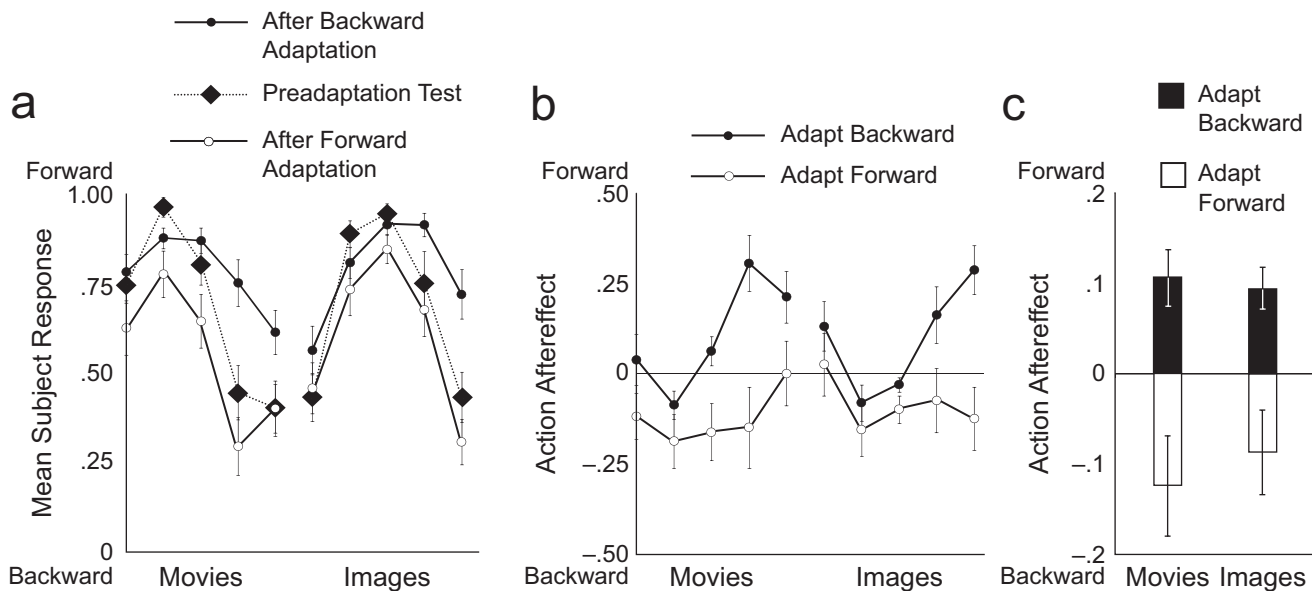 After Backward
Adaptation
Preadaptation Test
After Forward
Adaptation
a
Forward
1.00
.75
.50
.25
0
Backward
Mean Subject Response
Movies
Images
b
Adapt Backward
Adapt Forward
Forward
.50
.25
0
–.25
–.50
Backward
Action Aftereffect
Movies
Images
c
Adapt
Backward
Adapt
Forward
Forward
.2
.1
0
–.1
–.2
Backward
Action Aftereffect
Movies
Images